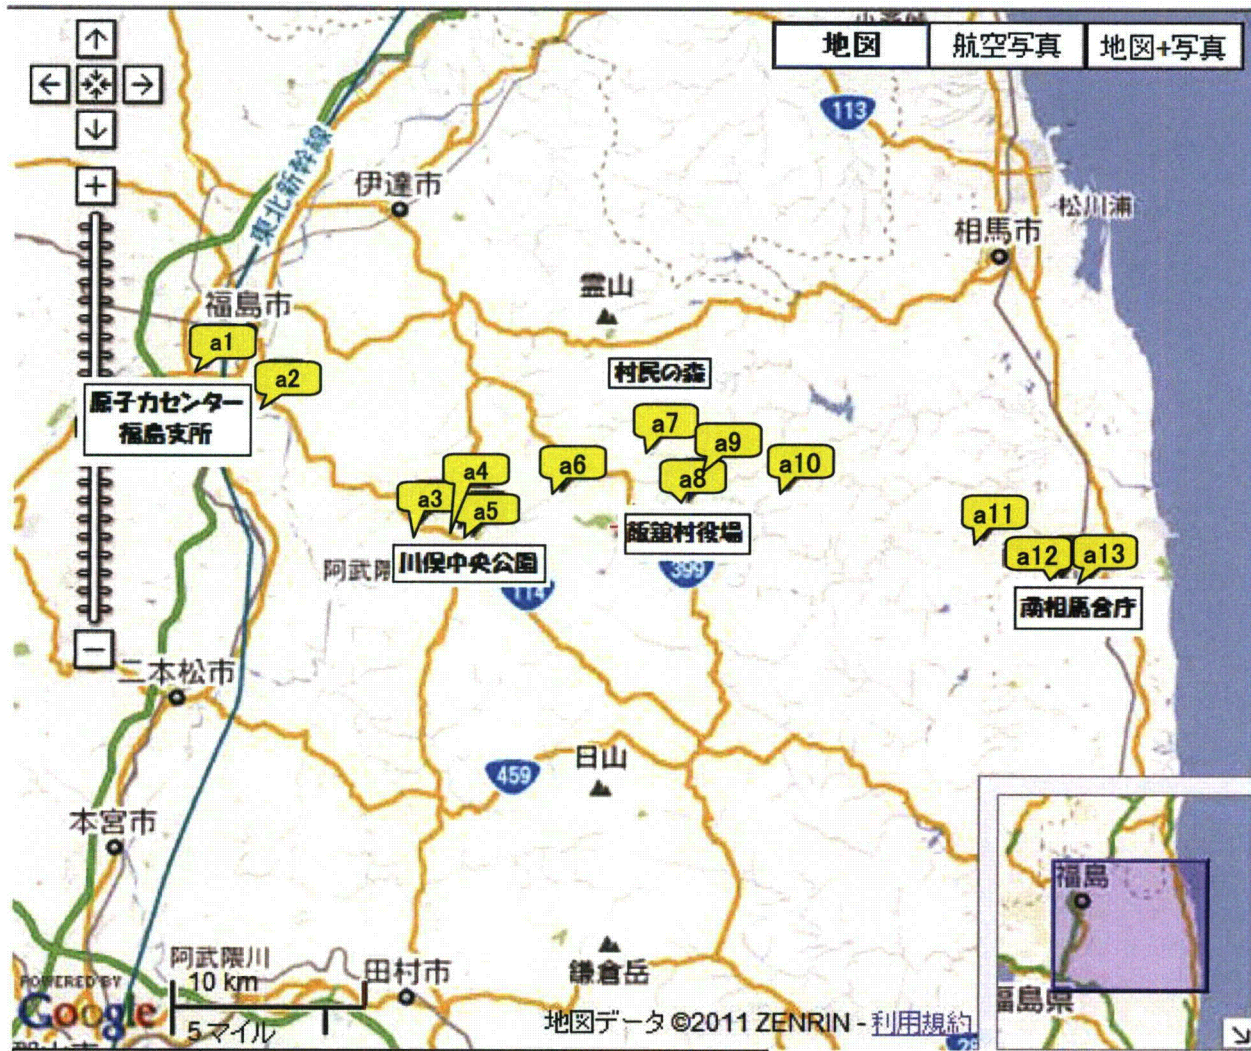 地図 航空写真 地図+写真
113
東北新幹線
伊達市
松川浦
相馬市
霊山
福島市
a1
a2
村民の森
原子力センター
福島支所
a7
a9
a4
a6
a10
a8
a3
a5
a11
飯舘村役場
a12
a13
川俣中央公園
阿武隈
399
114
南相馬合庁
二本松市
日山
459
本宮市
福島
阿武隈川
田村市
鎌倉岳
福島県
POWERED BY
Google
10 km
5マイル
地図データ ©2011 ZENRIN - 利用規約